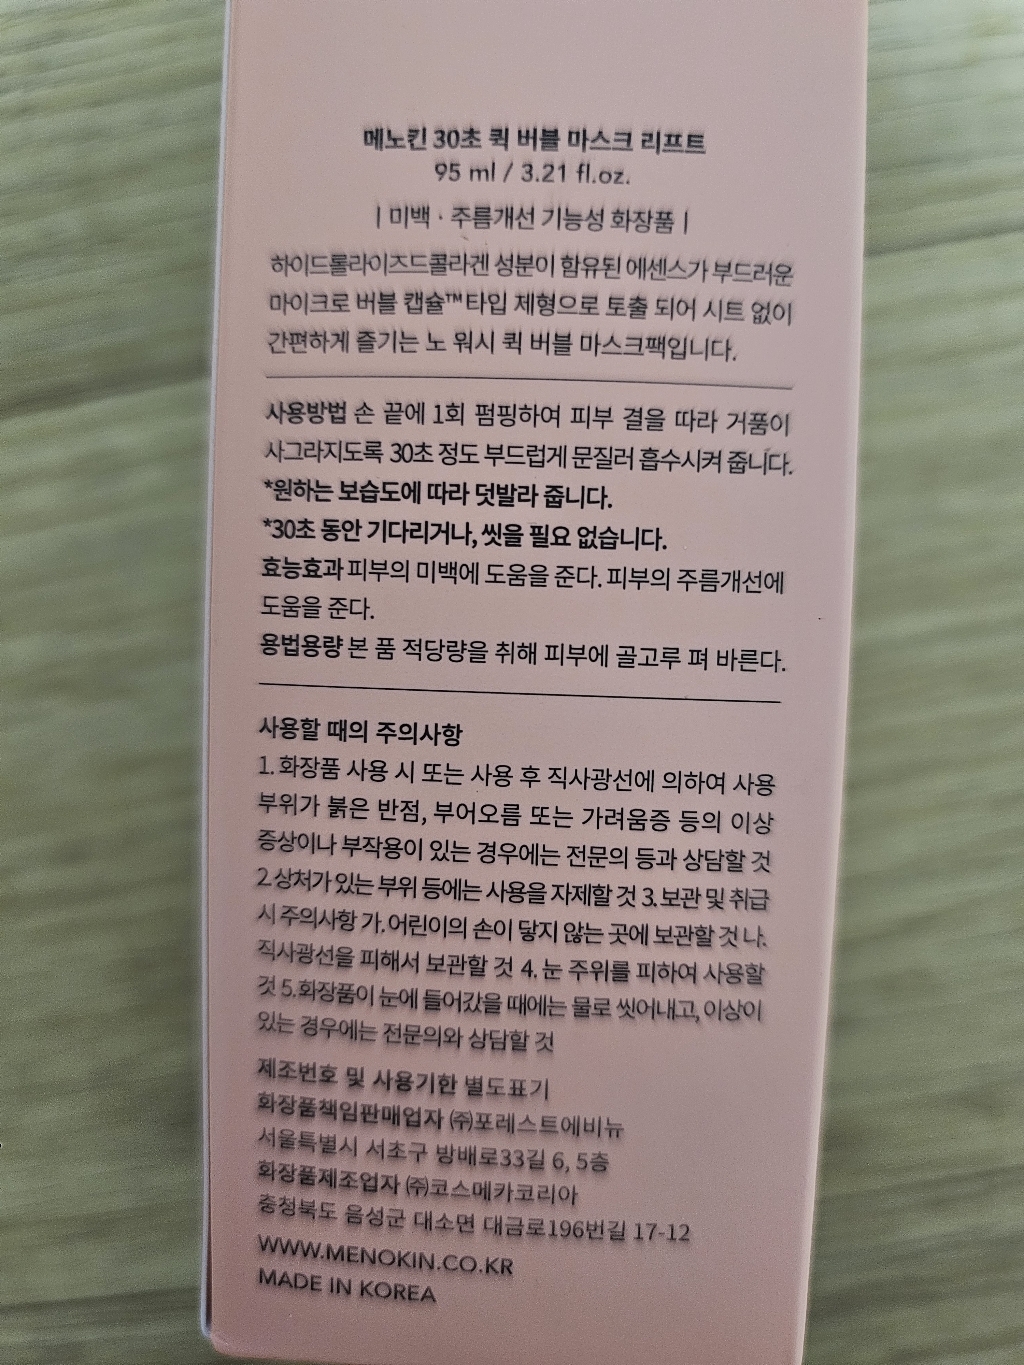 메노킨 30초 퀵 버블 마스크 리프트
95 ml / 3.21 fl.oz.
| 미백 · 주름개선 기능성 화장품 |
하이드롤라이즈드콜라겐 성분이 함유된 에센스가 부드러운
마이크로 버블 캡슐™타입 제형으로 토출 되어 시트 없이
간편하게 즐기는 노 워시 퀵 버블 마스크팩입니다.
사용방법 손 끝에 1회 펌핑하여 피부 결을 따라 거품이
사그라지도록 30초 정도 부드럽게 문질러 흡수시켜 줍니다.
*원하는 보습도에 따라 덧발라 줍니다.
*30초 동안 기다리거나, 씻을 필요 없습니다.
효능효과 피부의 미백에 도움을 준다. 피부의 주름개선에
도움을 준다.
용법용량 본 품 적당량을 취해 피부에 골고루 펴 바른다.
사용할 때의 주의사항
1. 화장품 사용 시 또는 사용 후 직사광선에 의하여 사용
부위가 붉은 반점, 부어오름 또는 가려움증 등의 이상
증상이나 부작용이 있는 경우에는 전문의 등과 상담할 것
2.상처가 있는 부위 등에는 사용을 자제할 것 3. 보관 및 취급
시 주의사항 가. 어린이의 손이 닿지 않는 곳에 보관할 것 나.
직사광선을 피해서 보관할 것 4. 눈 주위를 피하여 사용할
것 5.화장품이 눈에 들어갔을 때에는 물로 씻어내고, 이상이
있는 경우에는 전문의와 상담할 것
제조번호 및 사용기한 별도표기
화장품책임판매업자 ㈜포레스트에비뉴
서울특별시 서초구 방배로33길 6, 5층
화장품제조업자 ㈜코스메카코리아
충청북도 음성군 대소면 대금로196번길 17-12
WWW.MENOKIN.CO.KR
MADE IN KOREA